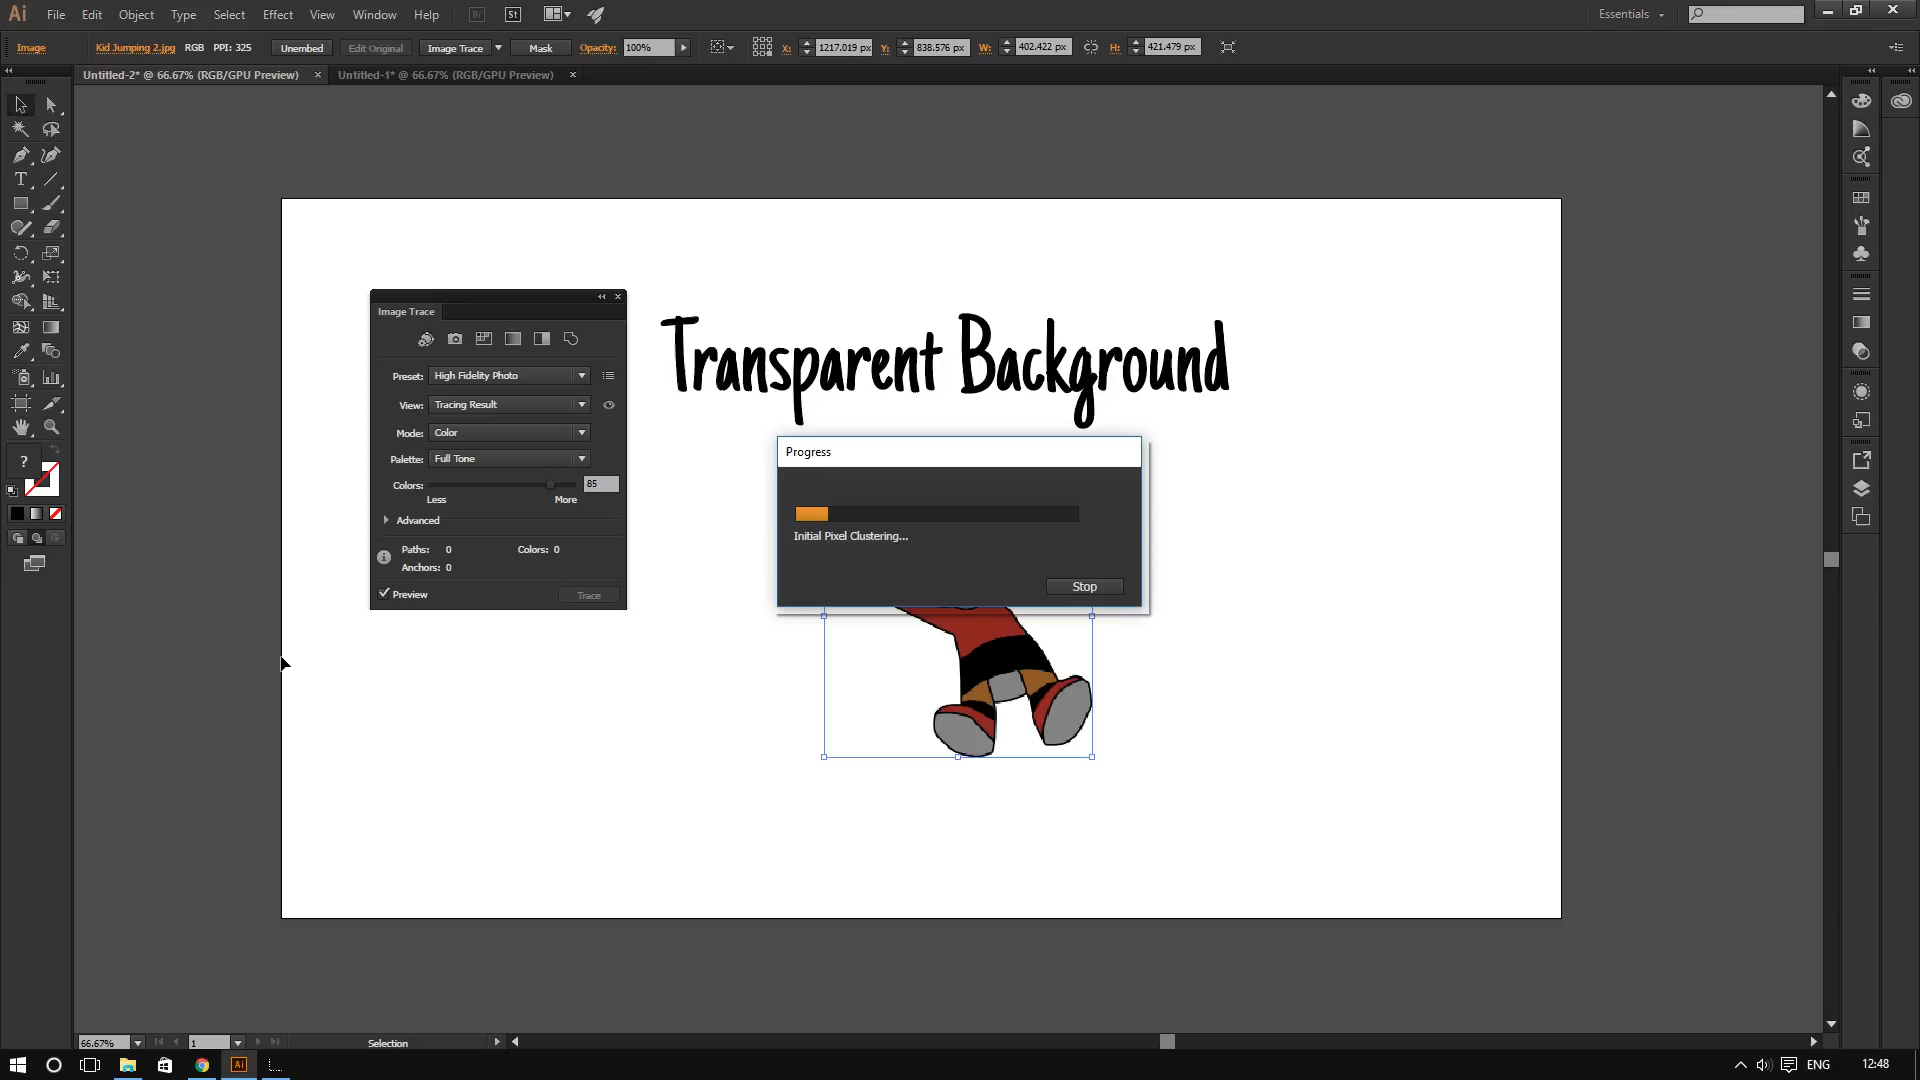 Ai File Edit Object Type Select Effect View Window Help Br St Essentials
Image Kid Jumping 2.jpg RGB PPI: 325 Unembed Edit Original Image Trace Mask Opacity: 100% X: 1217.019 px Y: 838.576 px W: 402.422 px H: 421.479 px
Untitled-2* @ 66.67% (RGB/GPU Preview) × Untitled-1* @ 66.67% (RGB/GPU Preview) ×
Image Trace
Preset: High Fidelity Photo
View: Tracing Result
Mode: Color
Palette: Full Tone
Colors: 85
Less More
Advanced
Paths: 0 Colors: 0
Anchors: 0
Preview Trace
Transparent Background
Progress
Initial Pixel Clustering...
Stop
T
?
66.67% 1 Selection
Ai ENG 12:48